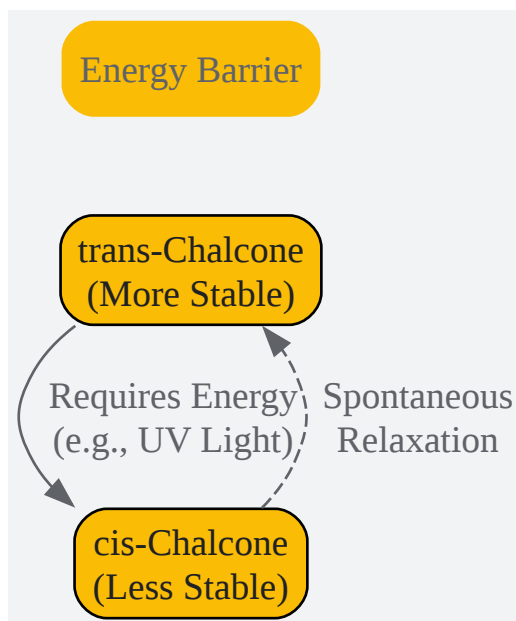 Energy Barrier
trans-Chalcone
(More Stable)
Requires Energy
(e.g., UV Light)
Spontaneous
Relaxation
cis-Chalcone
(Less Stable)